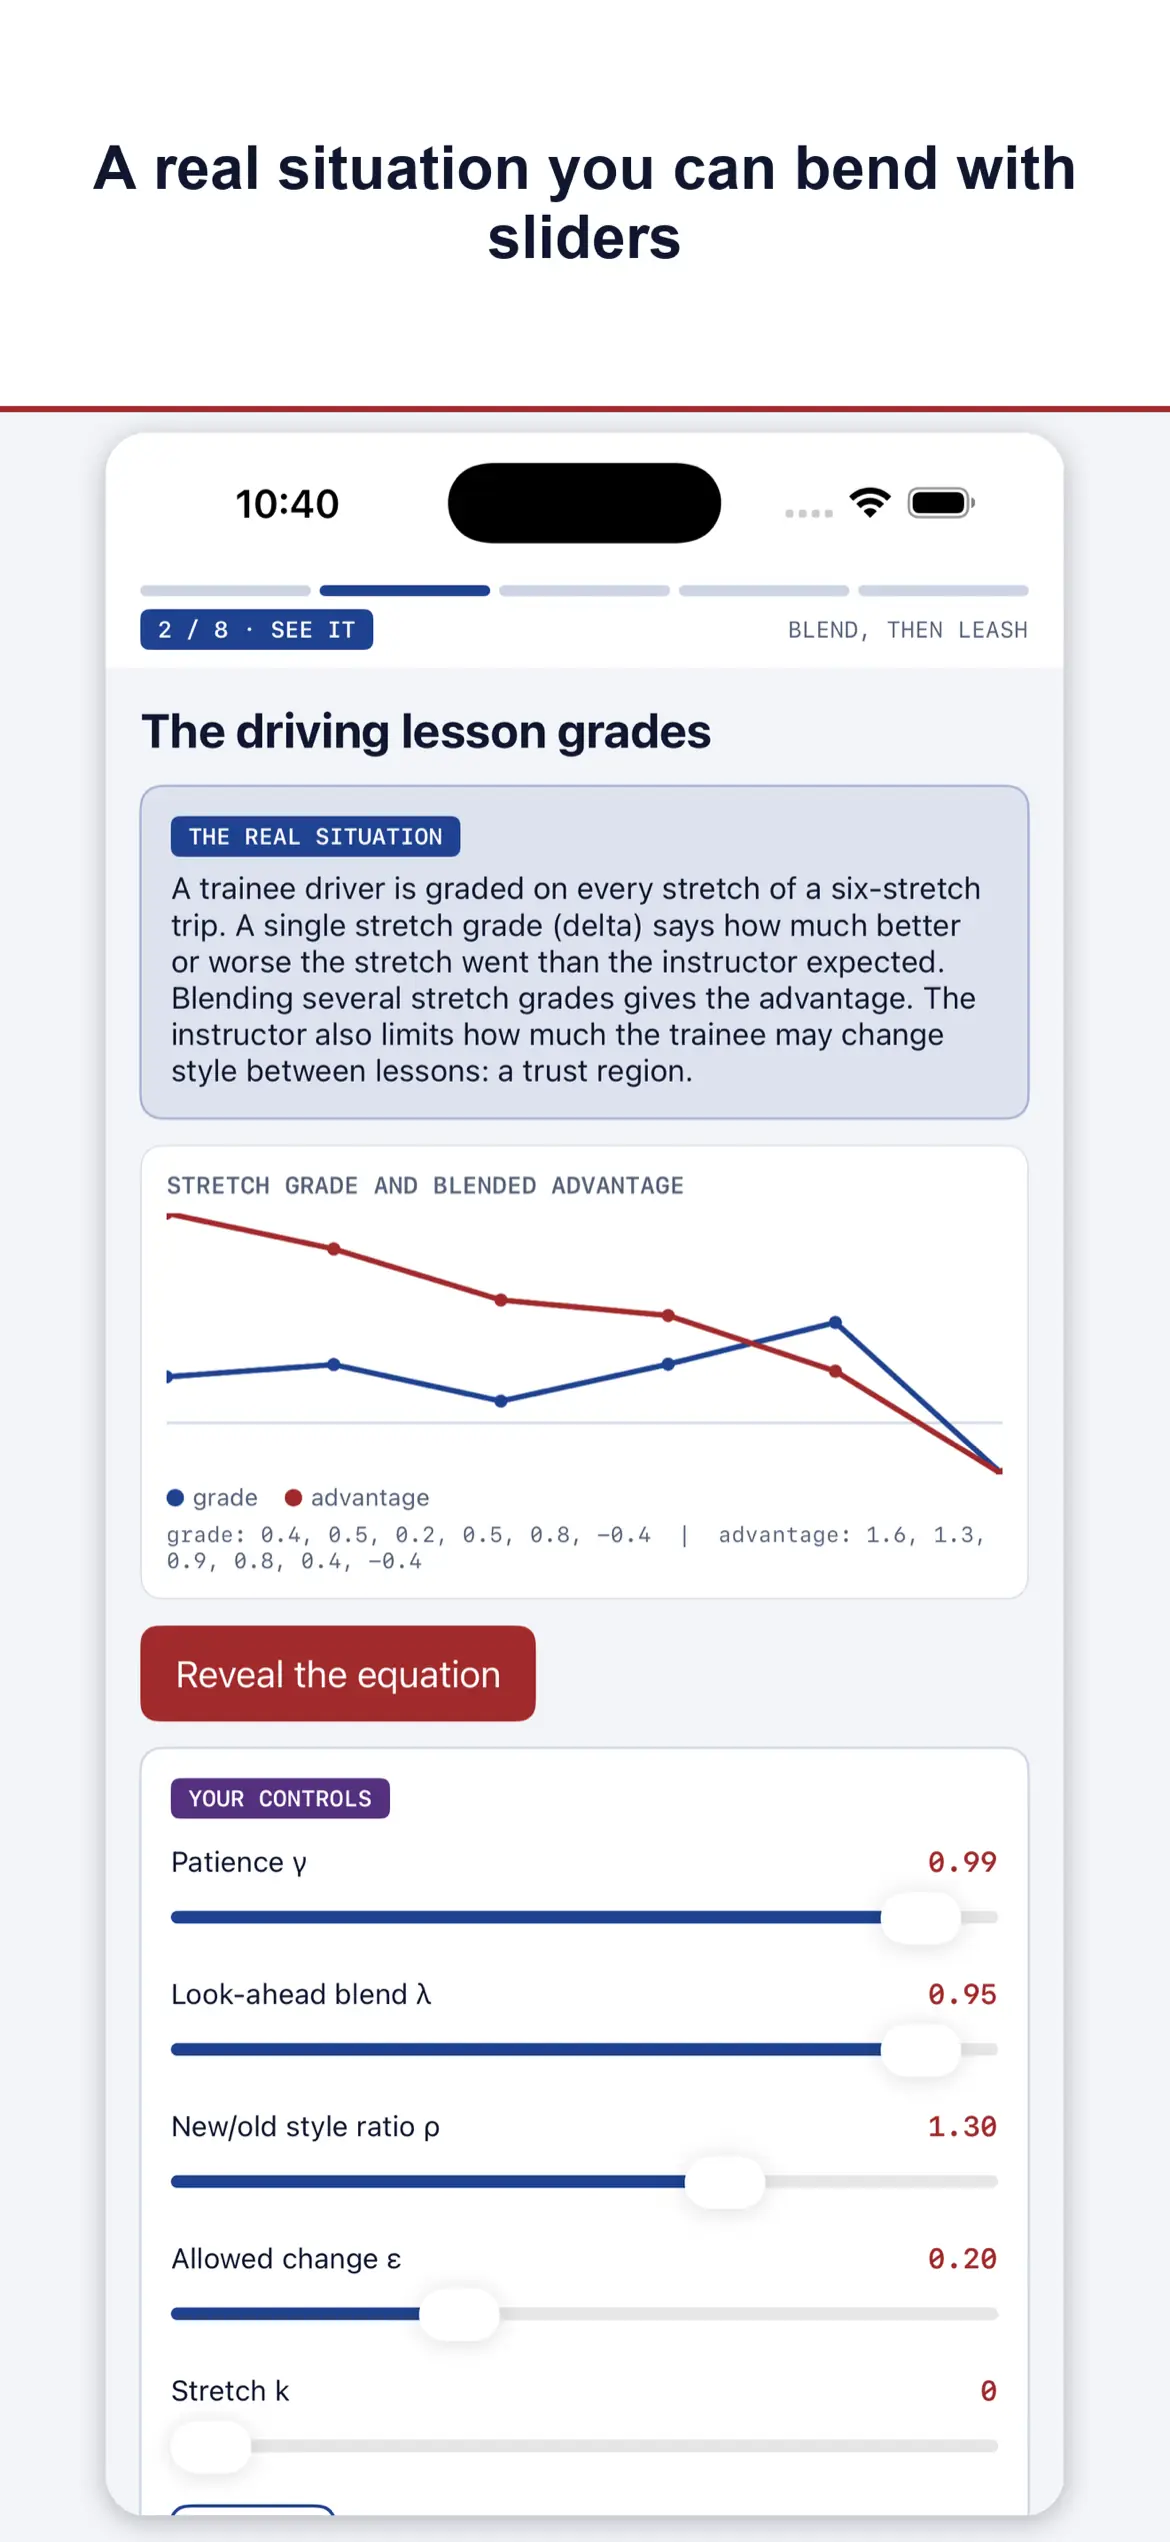 A real situation you can bend with
sliders
10:40
2 / 8 · SEE IT
BLEND, THEN LEASH
The driving lesson grades
THE REAL SITUATION
A trainee driver is graded on every stretch of a six-stretch
trip. A single stretch grade (delta) says how much better
or worse the stretch went than the instructor expected.
Blending several stretch grades gives the advantage. The
instructor also limits how much the trainee may change
style between lessons: a trust region.
STRETCH GRADE AND BLENDED ADVANTAGE
grade advantage
grade: 0.4, 0.5, 0.2, 0.5, 0.8, −0.4 | advantage: 1.6, 1.3,
0.9, 0.8, 0.4, −0.4
Reveal the equation
YOUR CONTROLS
Patience γ 0.99
Look-ahead blend λ 0.95
New/old style ratio ρ 1.30
Allowed change ε 0.20
Stretch k 0